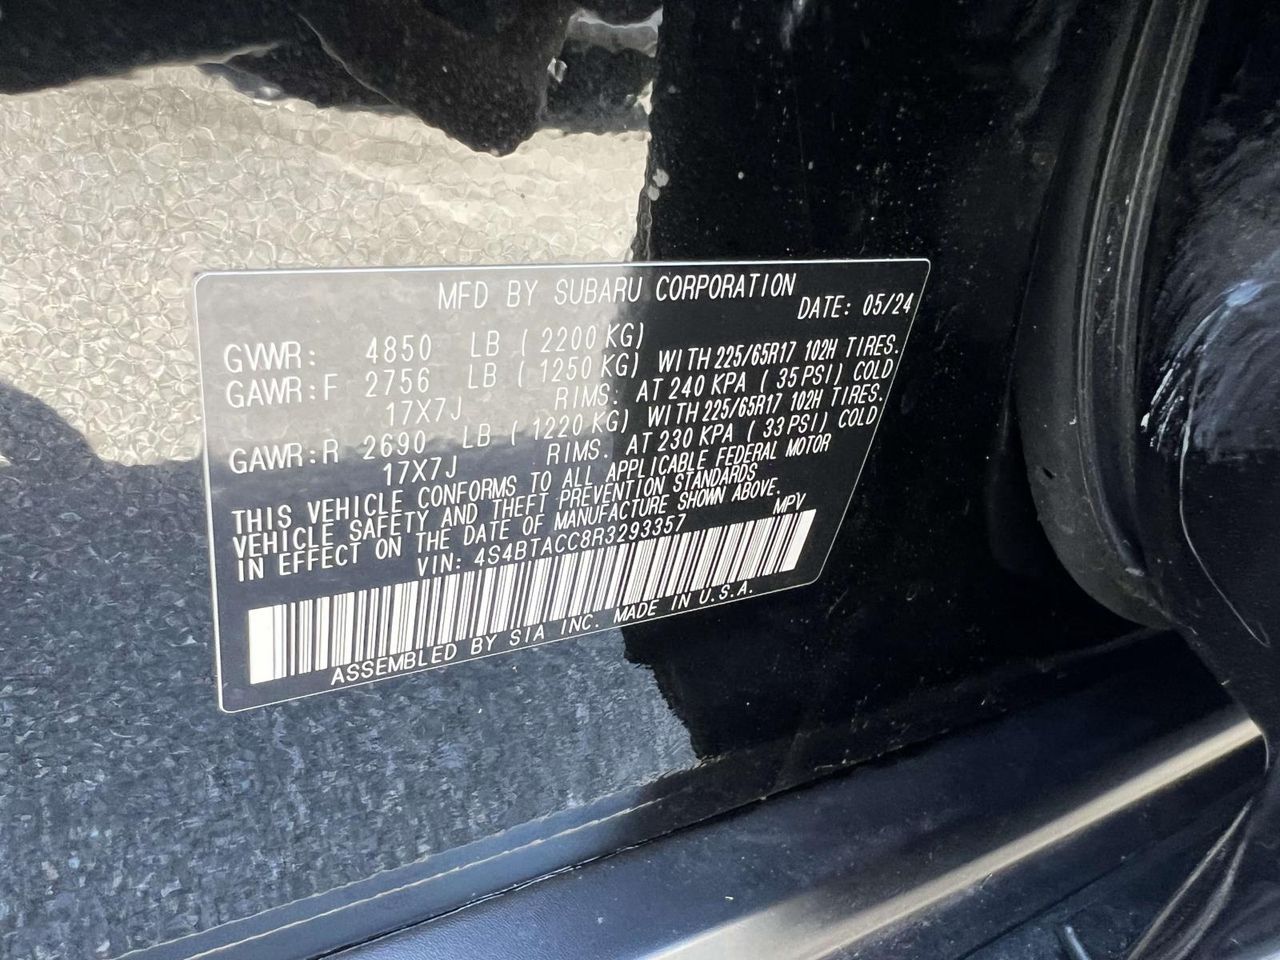 MFD BY SUBARU CORPORATION
DATE: 05/24
GVWR: 4850 LB ( 2200 KG)
GAWR:F 2756 LB ( 1250 KG) WITH 225/65R17 102H TIRES.
17X7J RIMS. AT 240 KPA ( 35 PSI) COLD
GAWR:R 2690 LB ( 1220 KG) WITH 225/65R17 102H TIRES.
17X7J RIMS. AT 230 KPA ( 33 PSI) COLD
THIS VEHICLE CONFORMS TO ALL APPLICABLE FEDERAL MOTOR
VEHICLE SAFETY AND THEFT PREVENTION STANDARDS
IN EFFECT ON THE DATE OF MANUFACTURE SHOWN ABOVE.
VIN: 4S4BTACC8R3293357 MPV
ASSEMBLED BY SIA INC. MADE IN U.S.A.